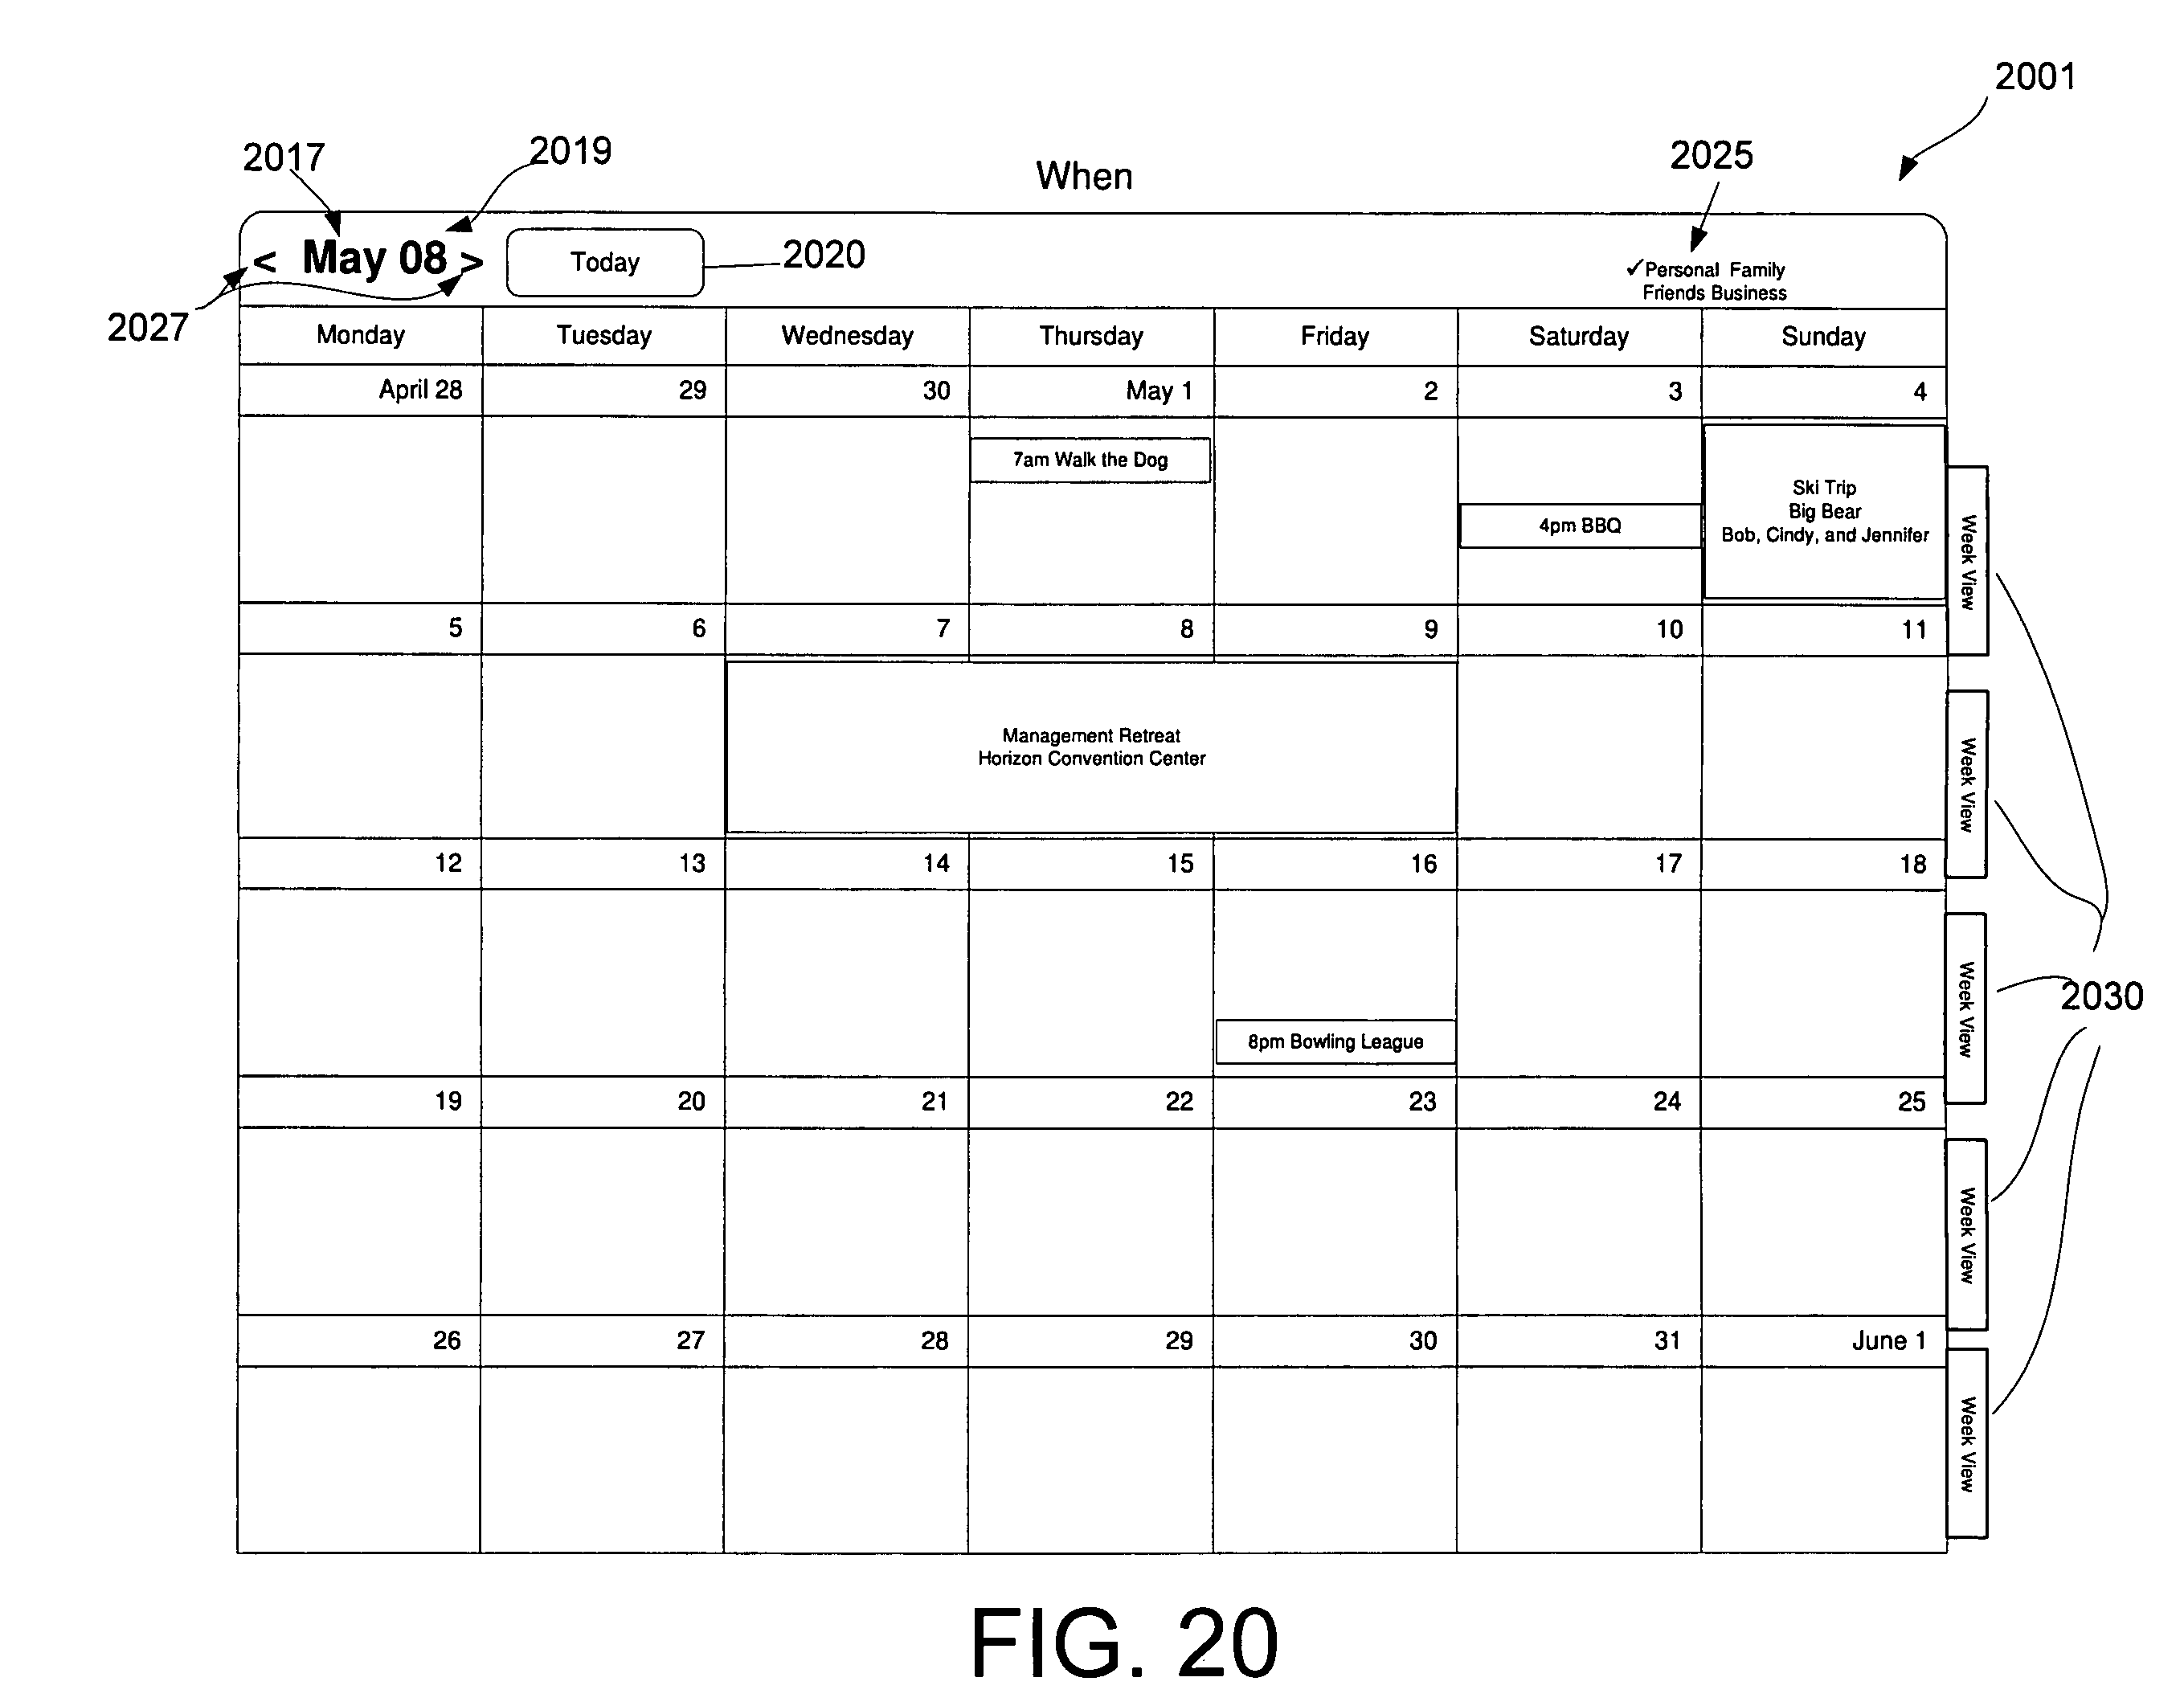 2001
2017
2019
When
2025
< May 08 >
Today
2020
✓Personal Family
Friends Business
2027
Monday Tuesday Wednesday Thursday Friday Saturday Sunday
April 28 29 30 May 1 2 3 4
7am Walk the Dog
4pm BBQ
Ski Trip
Big Bear
Bob, Cindy, and Jennifer
Week View
5 6 7 8 9 10 11
Management Retreat
Horizon Convention Center
Week View
12 13 14 15 16 17 18
8pm Bowling League
Week View
2030
19 20 21 22 23 24 25
Week View
26 27 28 29 30 31 June 1
Week View
FIG. 20